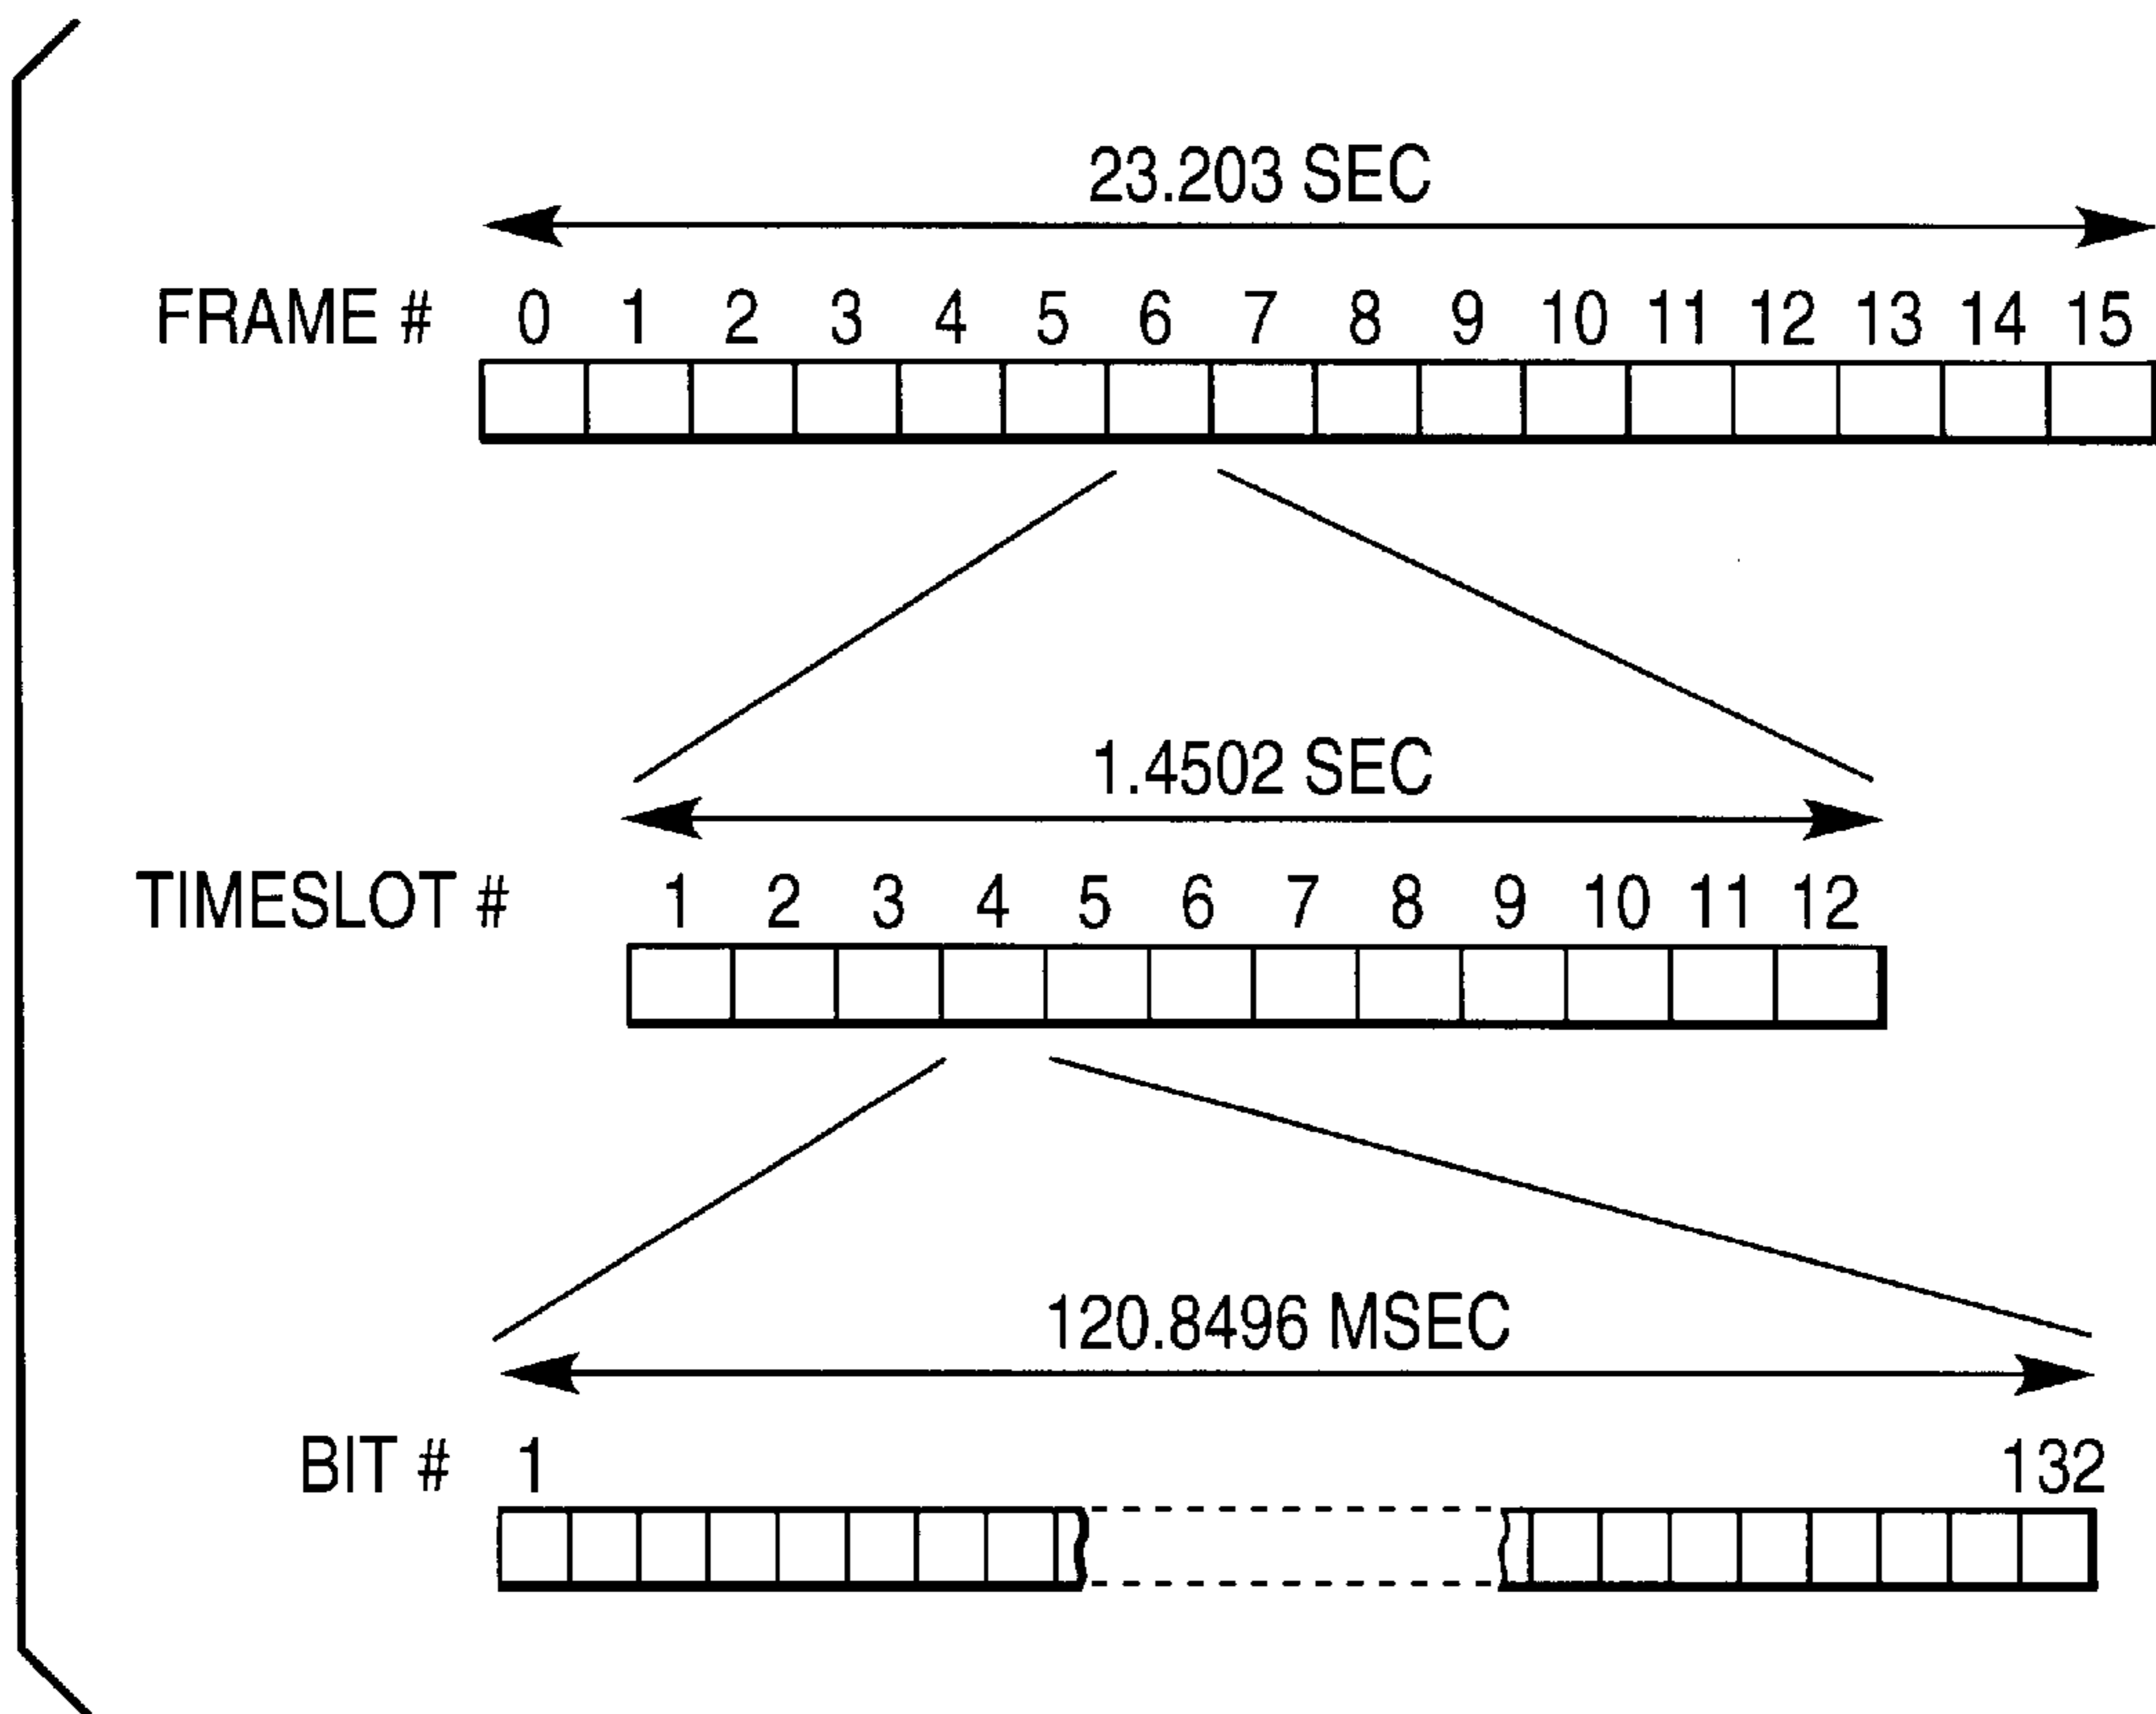 23.203 SEC
FRAME # 0 1 2 3 4 5 6 7 8 9 10 11 12 13 14 15
1.4502 SEC
TIMESLOT # 1 2 3 4 5 6 7 8 9 10 11 12
120.8496 MSEC
BIT # 1 132